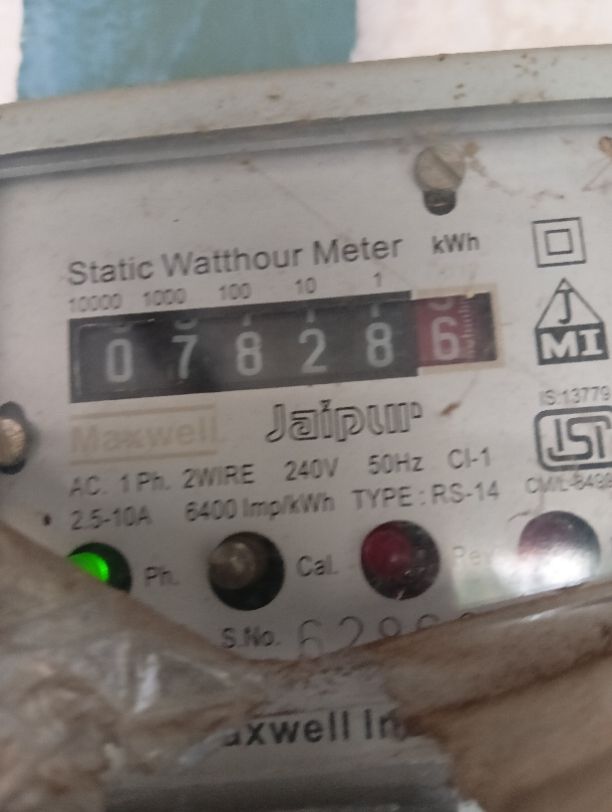 Static Watthour Meter kWh
10000 1000 100 10 1
0 7 8 2 8 6
Maxwell Jaipur
MI
IS:13779
ISI
AC. 1 Ph. 2WIRE 240V 50Hz Cl-1
2.5-10A 6400 Imp/kWh TYPE : RS-14
Ph. Cal.
S.No.